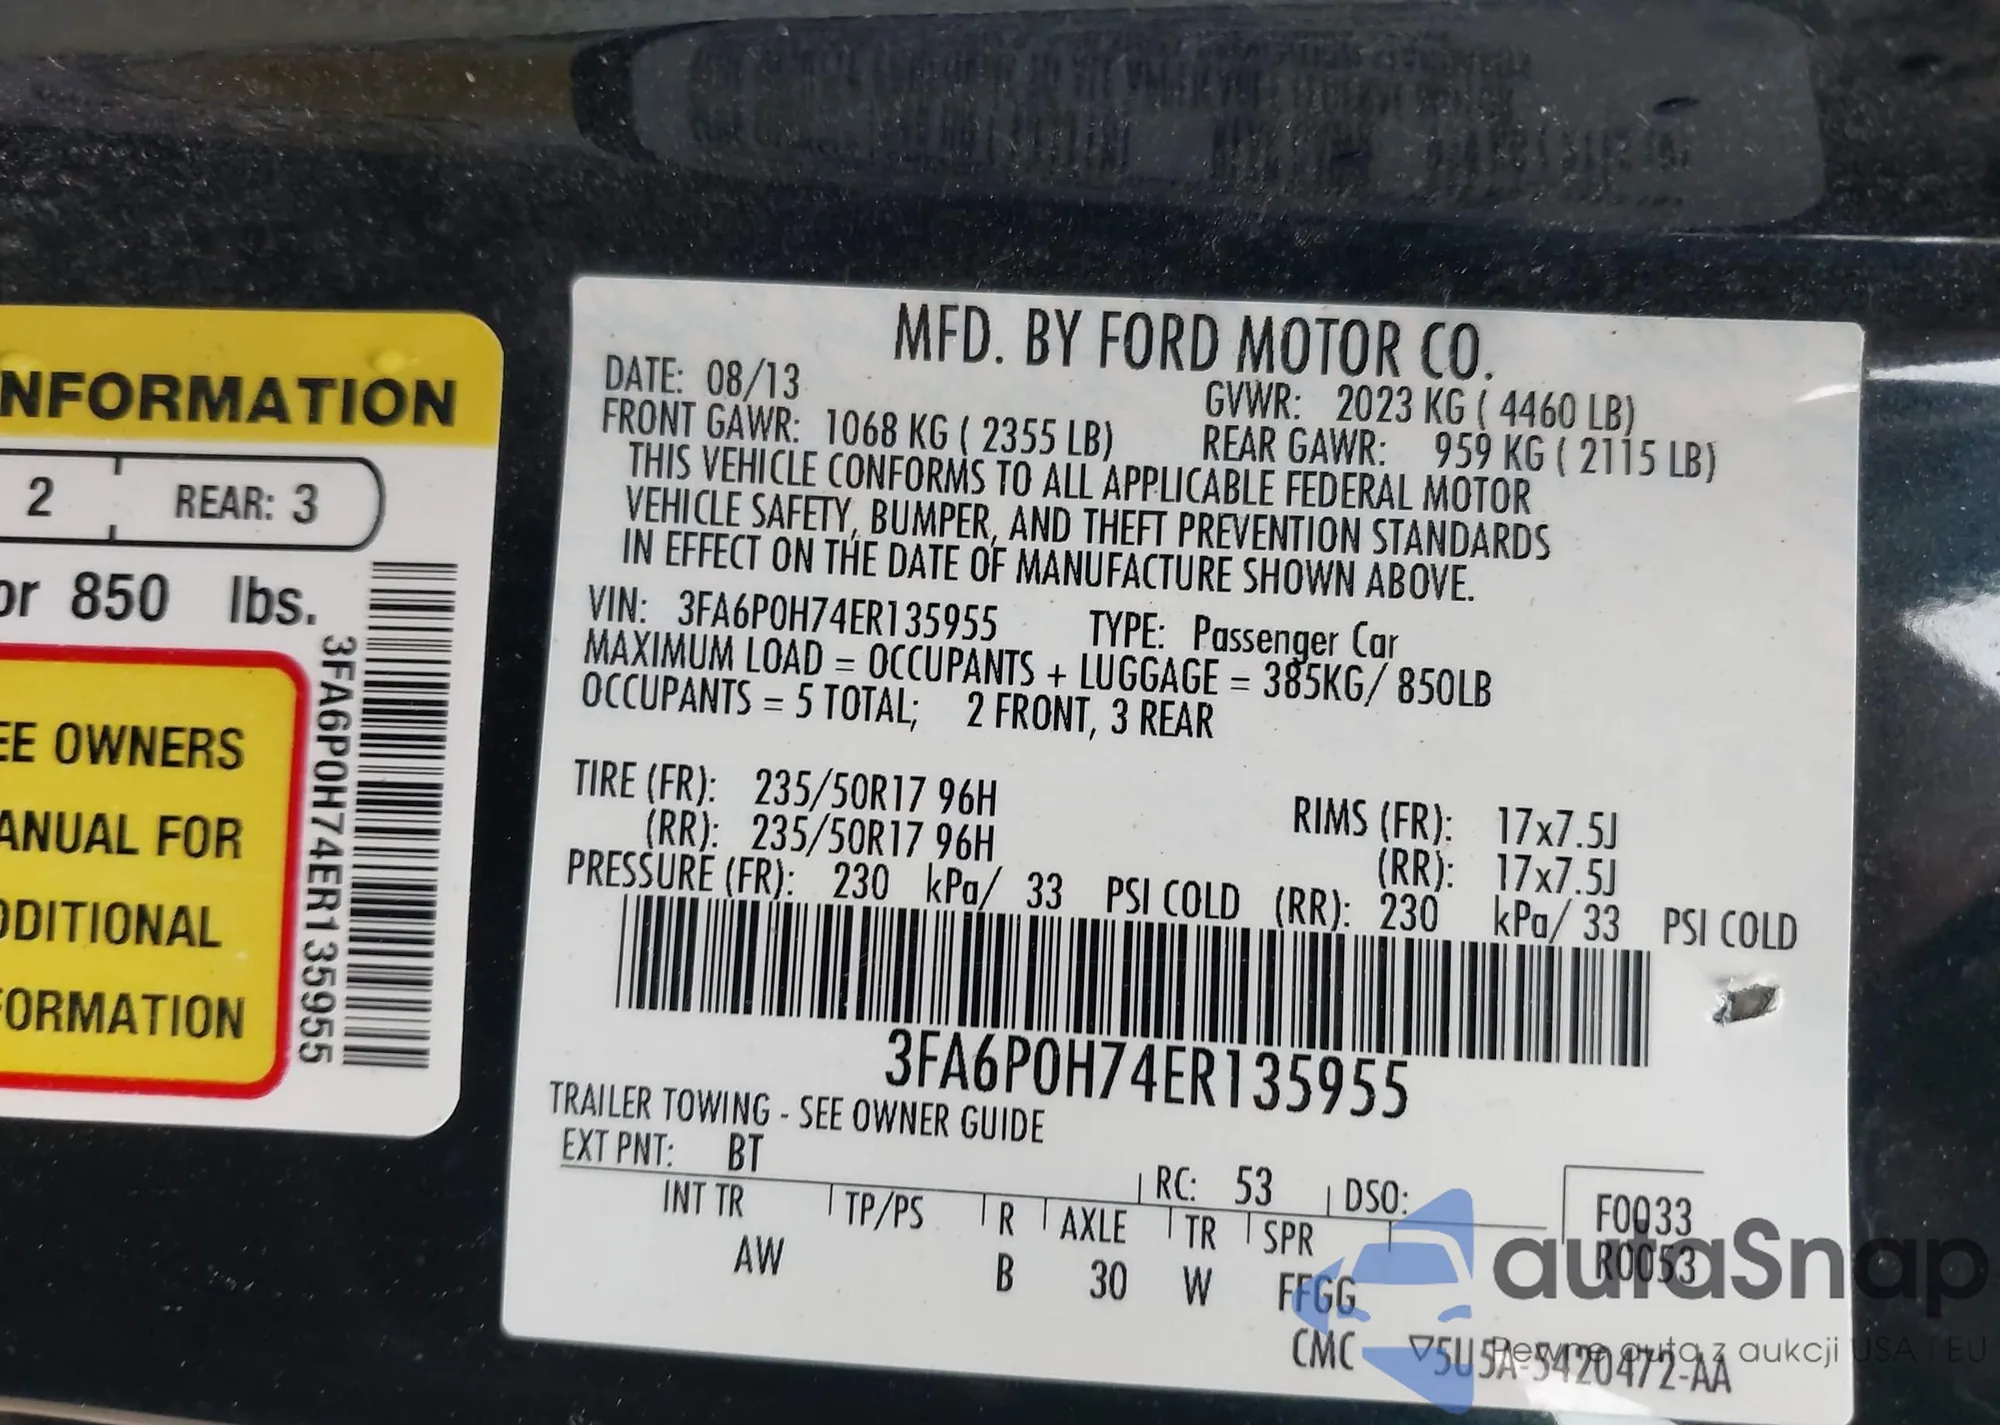 NFORMATION
2 REAR: 3
or 850 lbs.
EE OWNERS
ANUAL FOR
DDITIONAL
FORMATION
3FA6P0H74ER135955
MFD. BY FORD MOTOR CO.
DATE: 08/13 GVWR: 2023 KG ( 4460 LB)
FRONT GAWR: 1068 KG ( 2355 LB) REAR GAWR: 959 KG ( 2115 LB)
THIS VEHICLE CONFORMS TO ALL APPLICABLE FEDERAL MOTOR
VEHICLE SAFETY, BUMPER, AND THEFT PREVENTION STANDARDS
IN EFFECT ON THE DATE OF MANUFACTURE SHOWN ABOVE.
VIN: 3FA6P0H74ER135955 TYPE: Passenger Car
MAXIMUM LOAD = OCCUPANTS + LUGGAGE = 385KG/ 850LB
OCCUPANTS = 5 TOTAL; 2 FRONT, 3 REAR
TIRE (FR): 235/50R17 96H RIMS (FR): 17x7.5J
(RR): 235/50R17 96H (RR): 17x7.5J
PRESSURE (FR): 230 kPa/ 33 PSI COLD (RR): 230 kPa/ 33 PSI COLD
3FA6P0H74ER135955
TRAILER TOWING - SEE OWNER GUIDE
EXT PNT: BT RC: 53 DSO:
INT TR TP/PS R AXLE TR SPR F0033
AW B 30 W FFGG R0053
CMC ▽5U5A-5420472-AA
autaSnap
Pewne auta z aukcji USA i EU